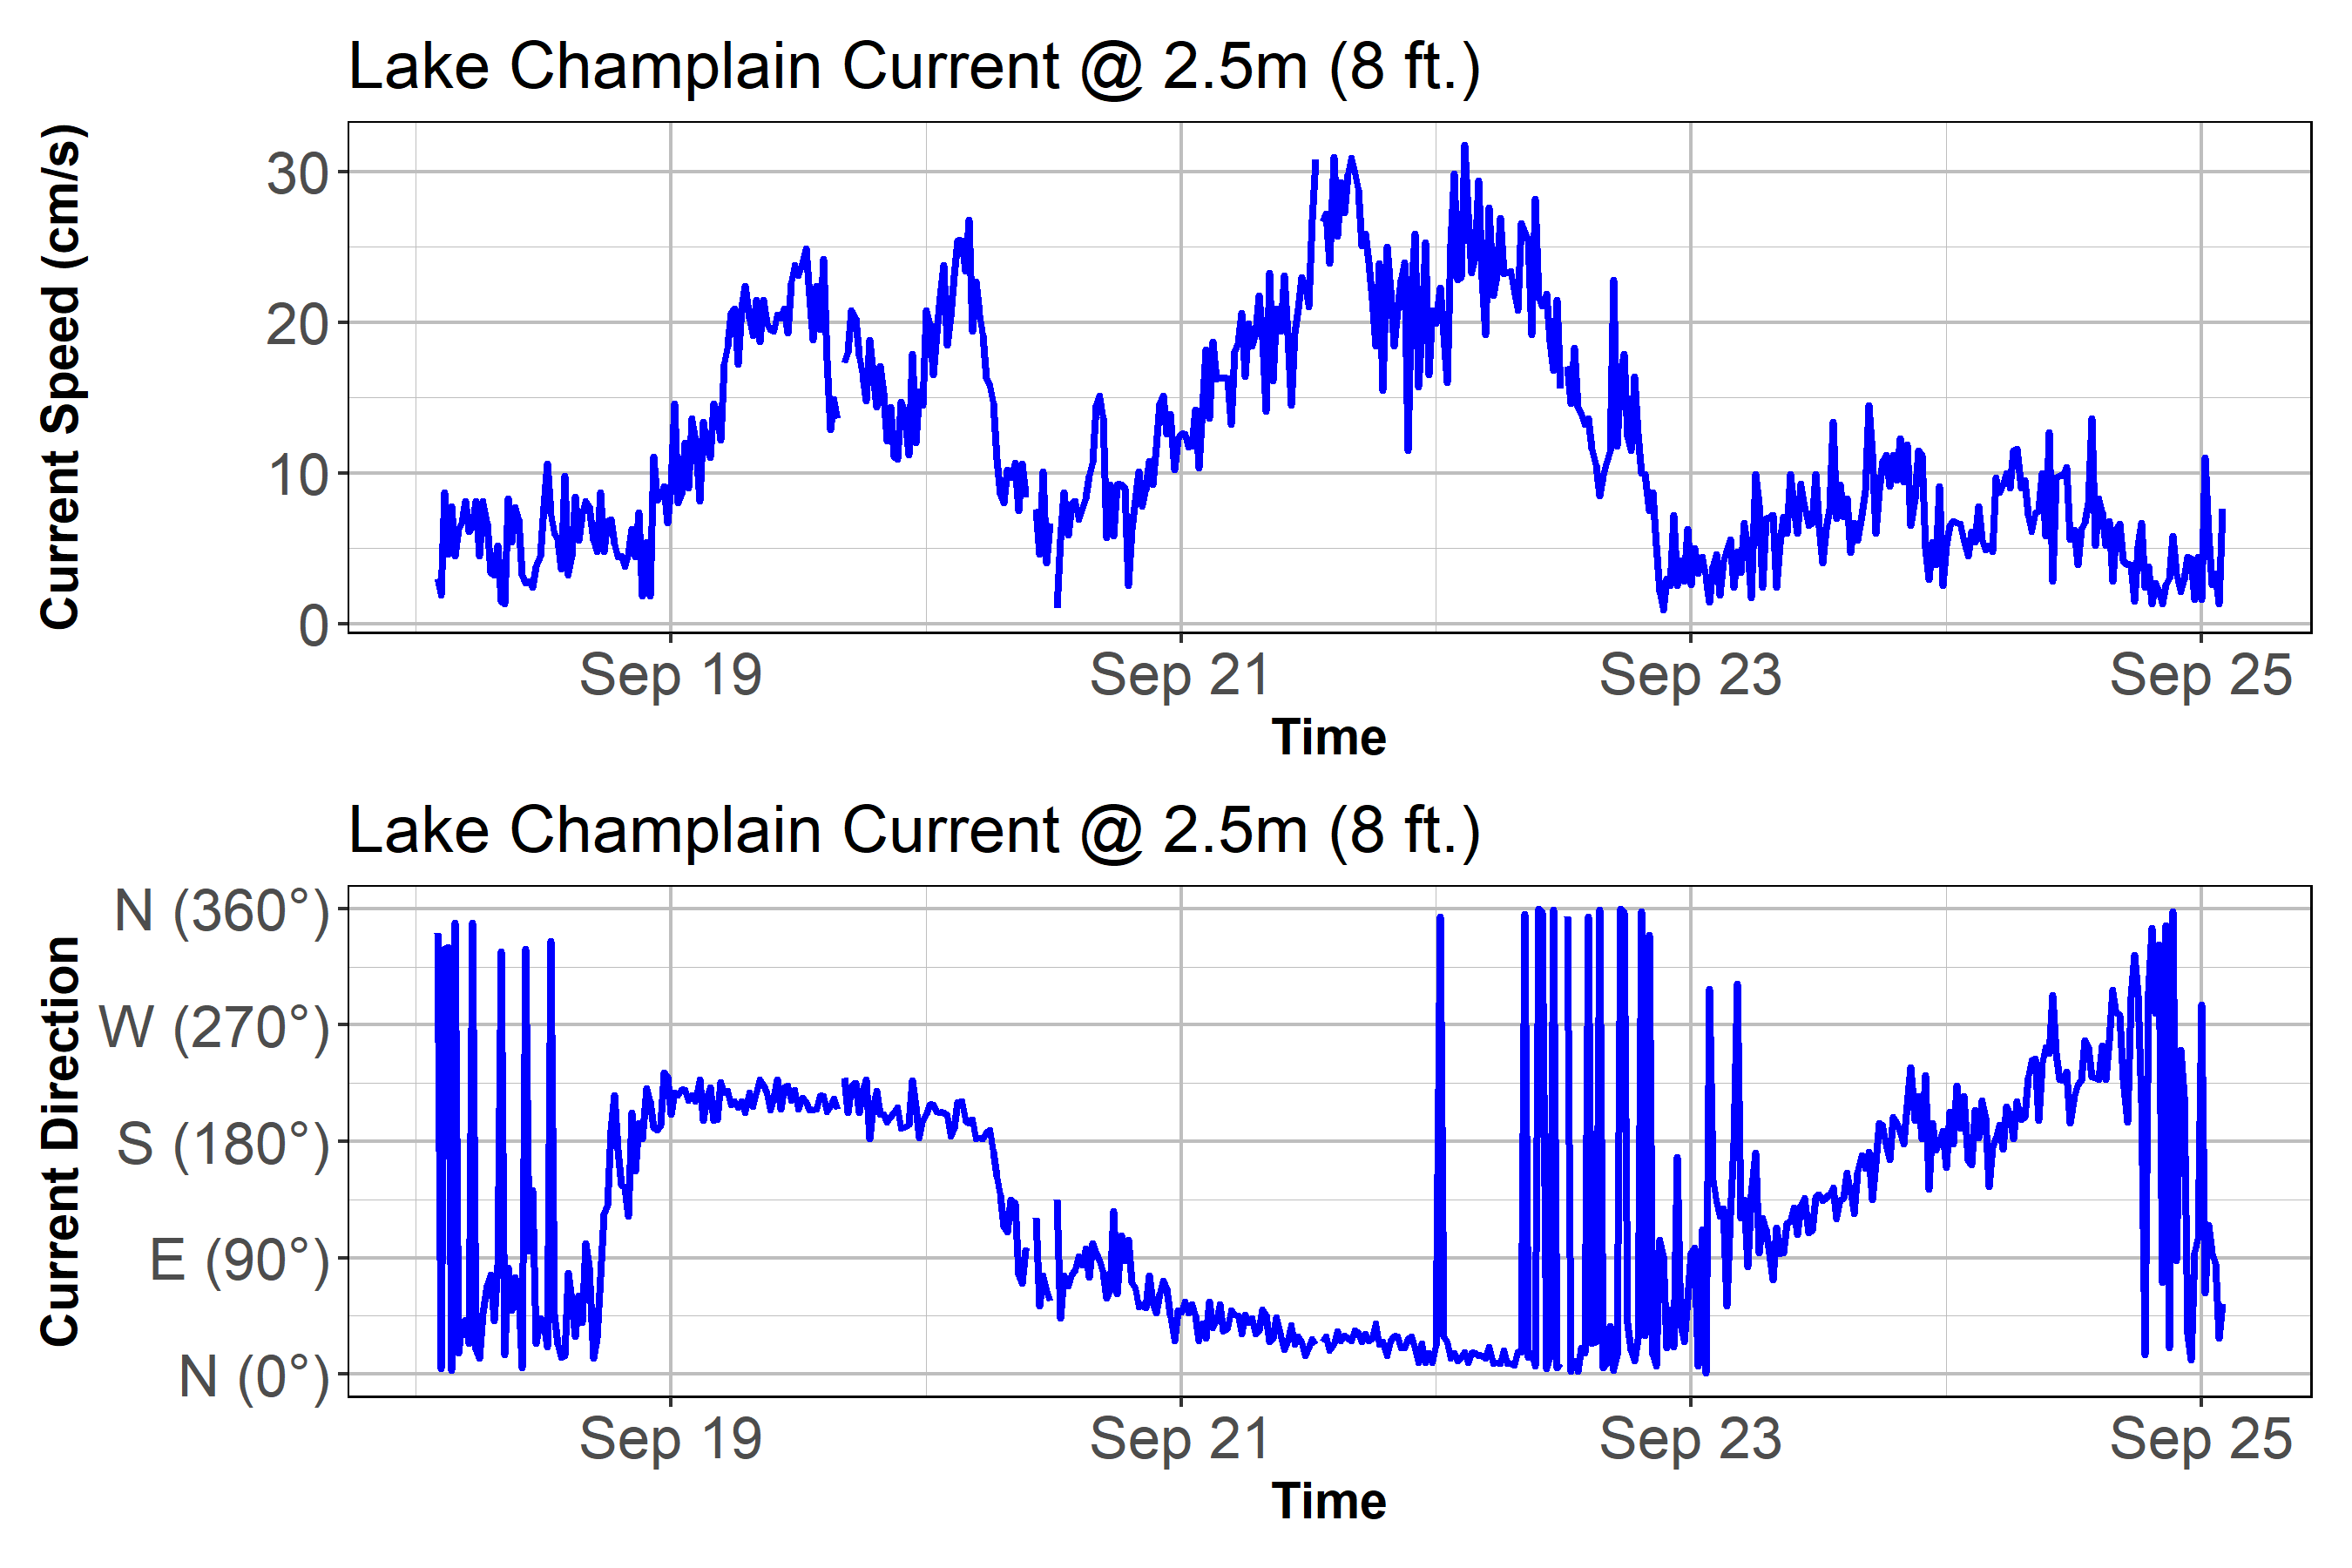 Lake Champlain Current @ 2.5m (8 ft.)
Current Speed (cm/s)
30
20
10
0
Sep 19 Sep 21 Sep 23 Sep 25
Time
Lake Champlain Current @ 2.5m (8 ft.)
Current Direction
N (360°)
W (270°)
S (180°)
E (90°)
N (0°)
Sep 19 Sep 21 Sep 23 Sep 25
Time